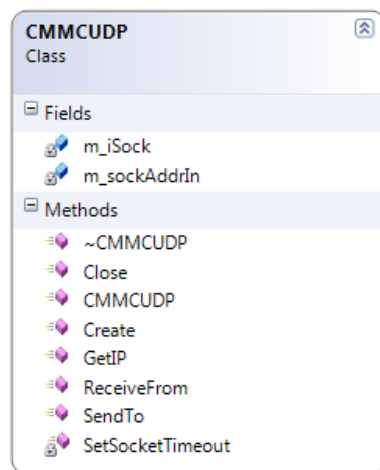 CMMCUDP
Class
Fields
m_iSock
m_sockAddrIn
Methods
~CMMCUDP
Close
CMMCUDP
Create
GetIP
ReceiveFrom
SendTo
SetSocketTimeout